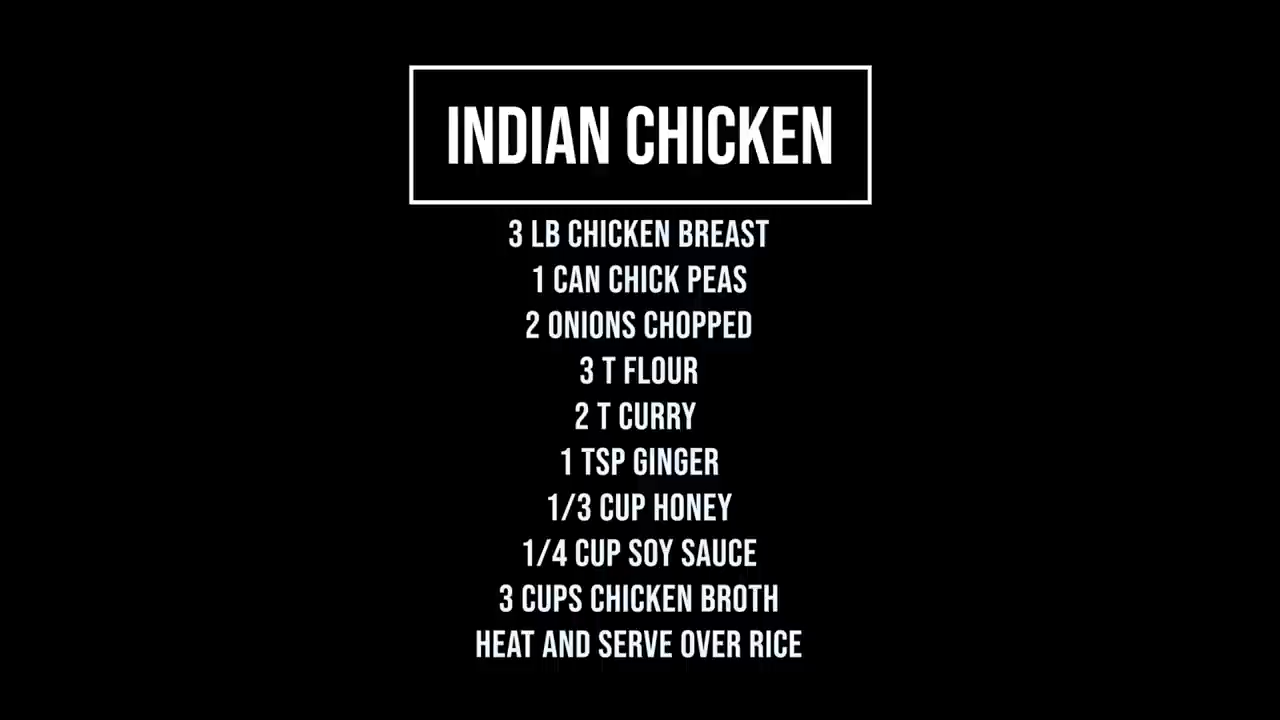 INDIAN CHICKEN
3 LB CHICKEN BREAST
1 CAN CHICK PEAS
2 ONIONS CHOPPED
3 T FLOUR
2 T CURRY
1 TSP GINGER
1/3 CUP HONEY
1/4 CUP SOY SAUCE
3 CUPS CHICKEN BROTH
HEAT AND SERVE OVER RICE